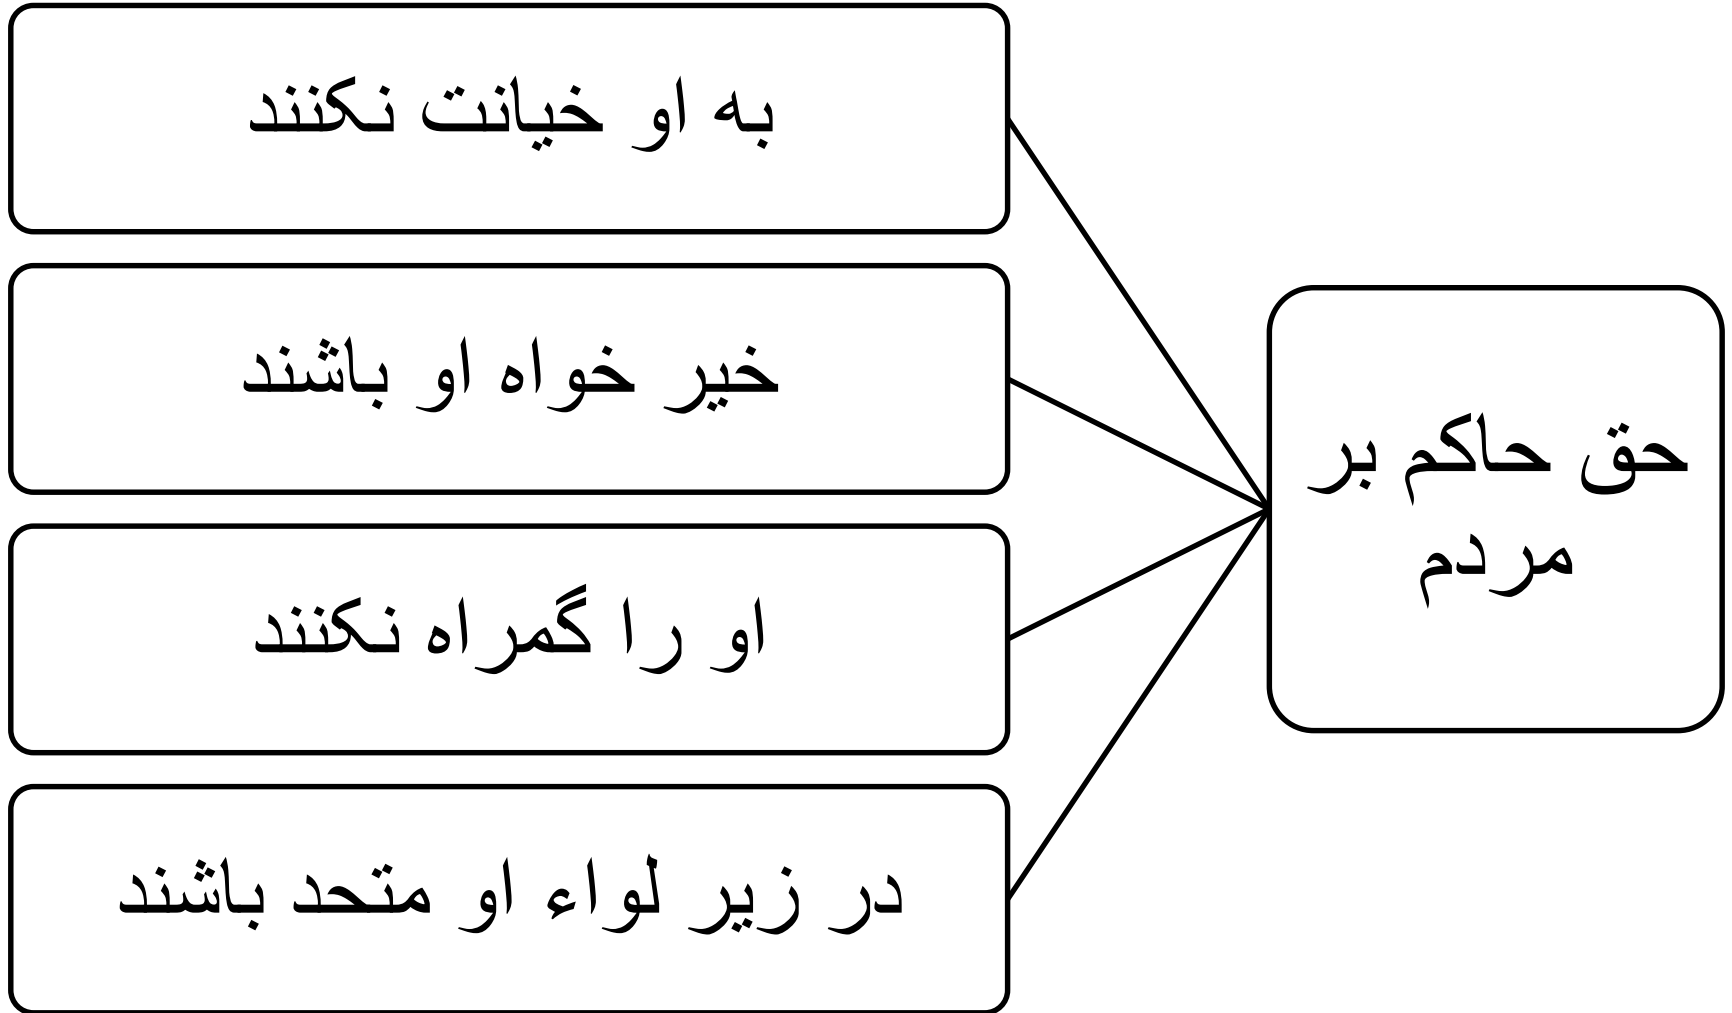 حق حاکم بر
مردم
به او خیانت نکنند
خیر خواه او باشند
او را گمراه نکنند
در زیر لواء او متحد باشند